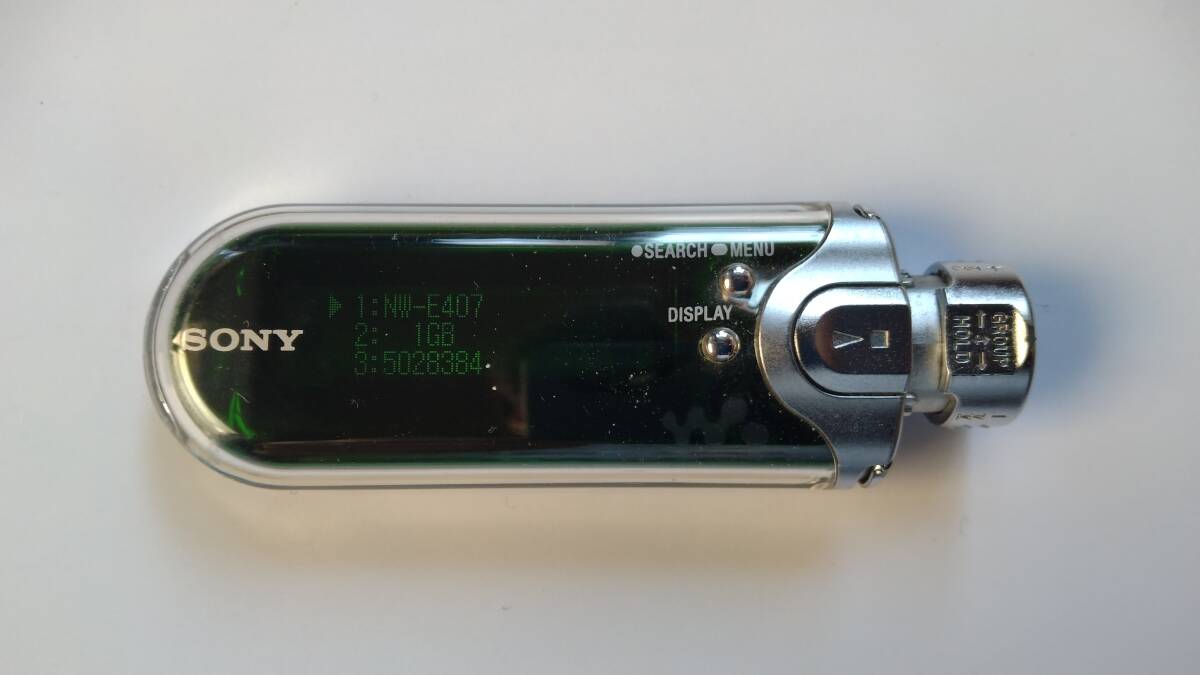 ●SEARCH ⬬MENU
DISPLAY
SONY
▶ 1:NW-E407
2: 1GB
3:5028384
GROUP
HOLD